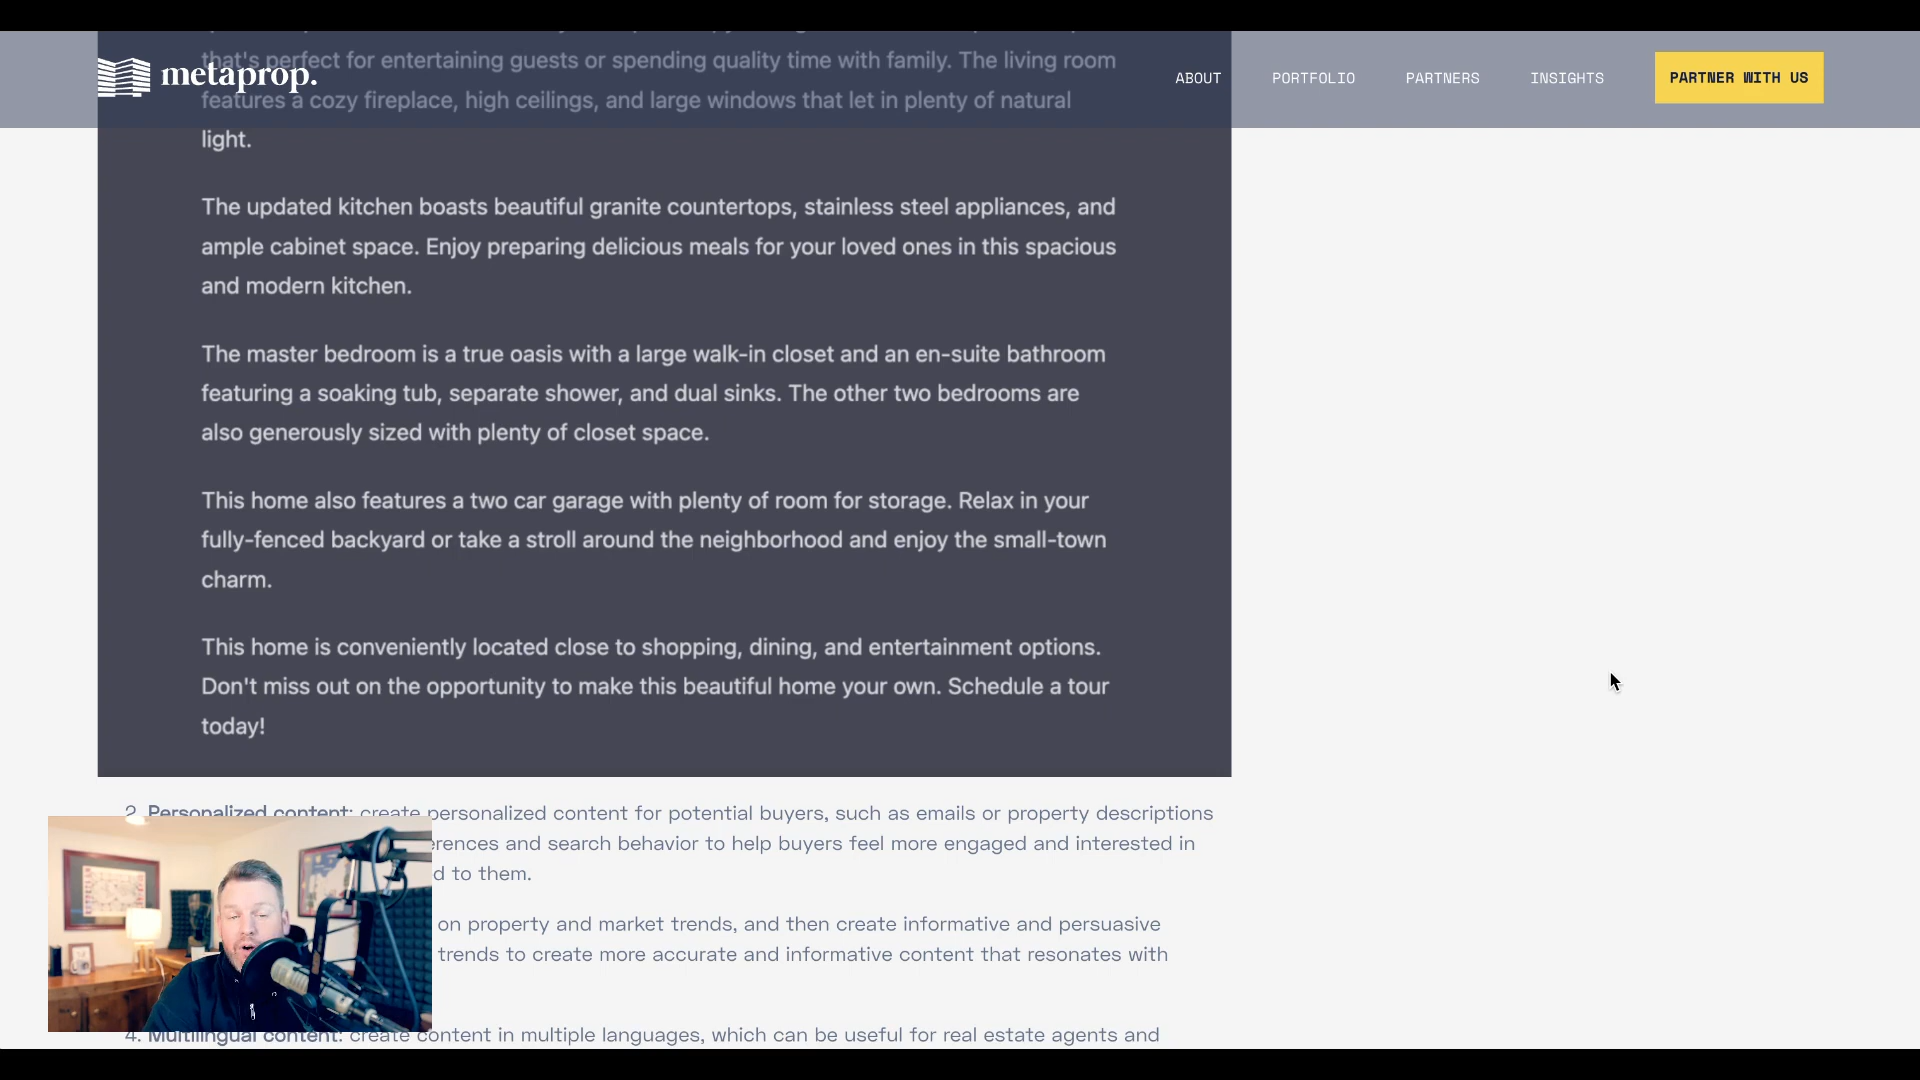 that's perfect for entertaining guests or spending quality time with family. The living room
metaprop.
ABOUT
PORTFOLIO
PARTNERS
INSIGHTS
PARTNER WITH US
features a cozy fireplace, high ceilings, and large windows that let in plenty of natural
light.
The updated kitchen boasts beautiful granite countertops, stainless steel appliances, and
ample cabinet space. Enjoy preparing delicious meals for your loved ones in this spacious
and modern kitchen.
The master bedroom is a true oasis with a large walk-in closet and an en-suite bathroom
featuring a soaking tub, separate shower, and dual sinks. The other two bedrooms are
also generously sized with plenty of closet space.
This home also features a two car garage with plenty of room for storage. Relax in your
fully-fenced backyard or take a stroll around the neighborhood and enjoy the small-town
charm.
This home is conveniently located close to shopping, dining, and entertainment options.
Don't miss out on the opportunity to make this beautiful home your own. Schedule a tour
today!
2. Personalized content: create personalized content for potential buyers, such as emails or property descriptions
and search behavior to help buyers feel more engaged and interested in
to them.
on property and market trends, and then create informative and persuasive
trends to create more accurate and informative content that resonates with
4. Multilingual content: create content in multiple languages, which can be useful for real estate agents and